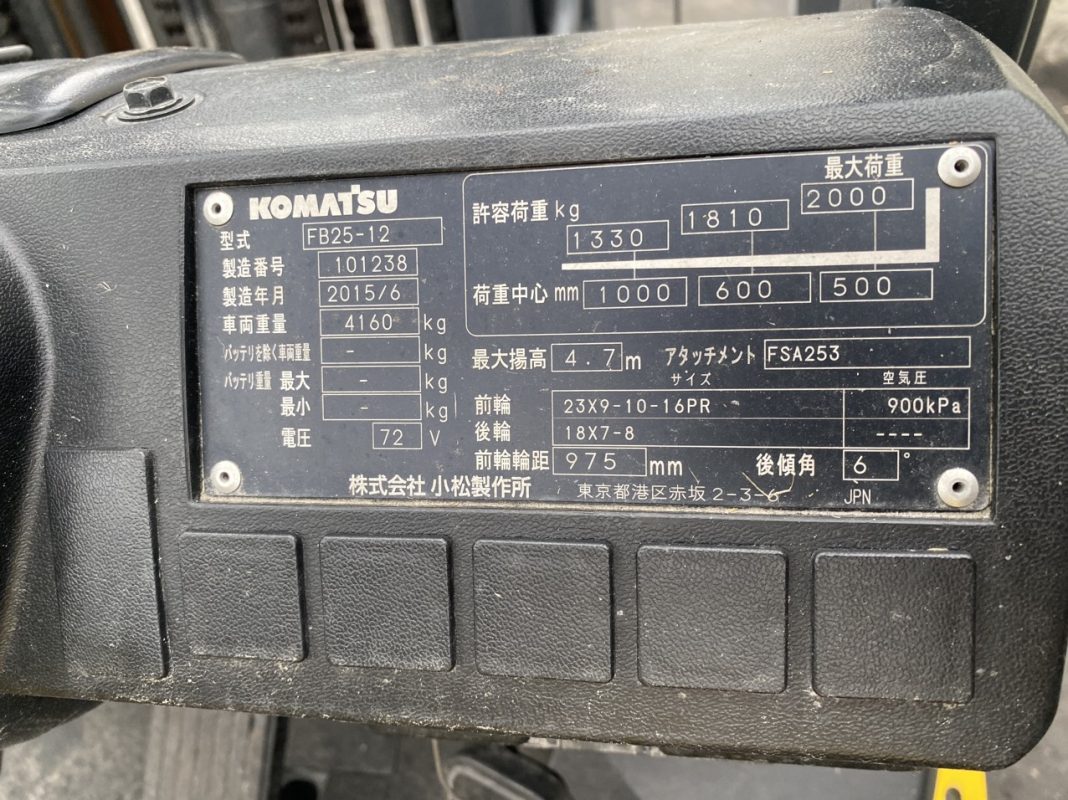 KOMATSU
型式 FB25-12
製造番号 101238
製造年月 2015/6
車両重量 4160 kg
バッテリを除く車両重量 - kg
バッテリ重量 最大 - kg
最小 - kg
電圧 72 V
最大荷重
許容荷重 kg 1330 1810 2000
荷重中心 mm 1000 600 500
最大揚高 4.7 m アタッチメント FSA253
サイズ 空気圧
前輪 23X9-10-16PR 900kPa
後輪 18X7-8 ----
前輪輪距 975 mm 後傾角 6 °
株式会社 小松製作所 東京都港区赤坂 2-3-6 JPN